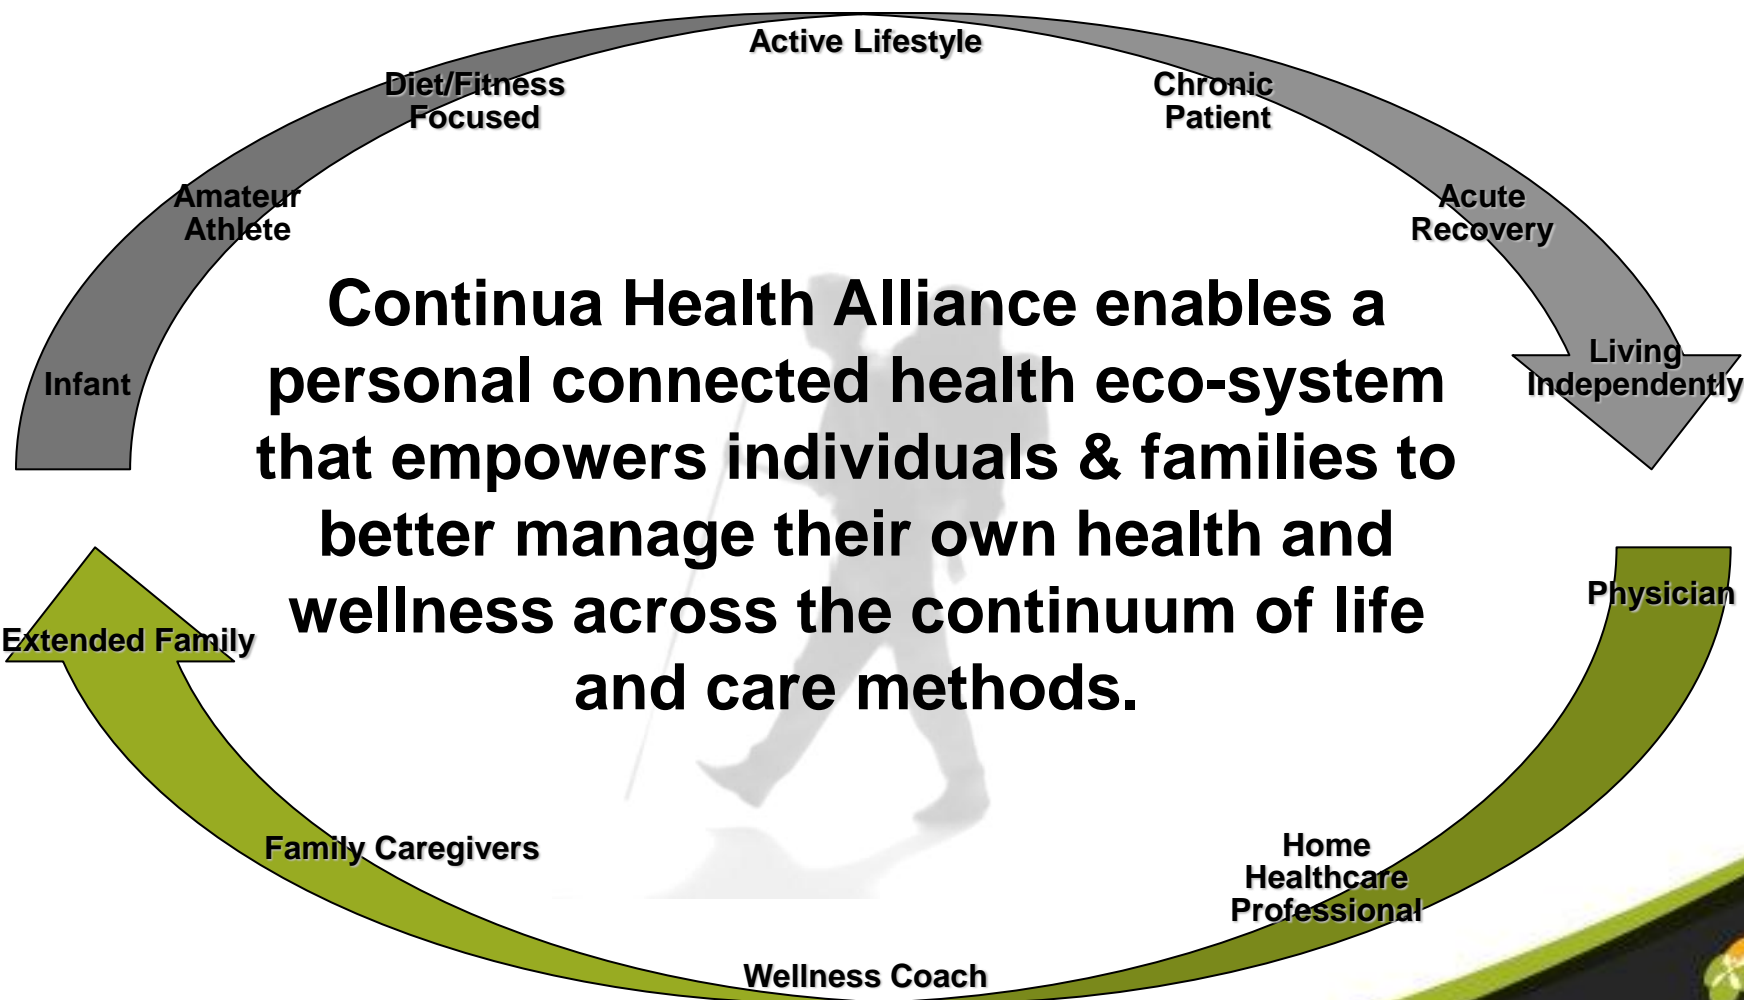 Active Lifestyle
Diet/Fitness
Focused
Chronic
Patient
Amateur
Athlete
Acute
Recovery
Infant
Living
Independently
Continua Health Alliance enables a
personal connected health eco-system
that empowers individuals & families to
better manage their own health and
wellness across the continuum of life
and care methods.
Physician
Extended Family
Family Caregivers
Home
Healthcare
Professional
Wellness Coach